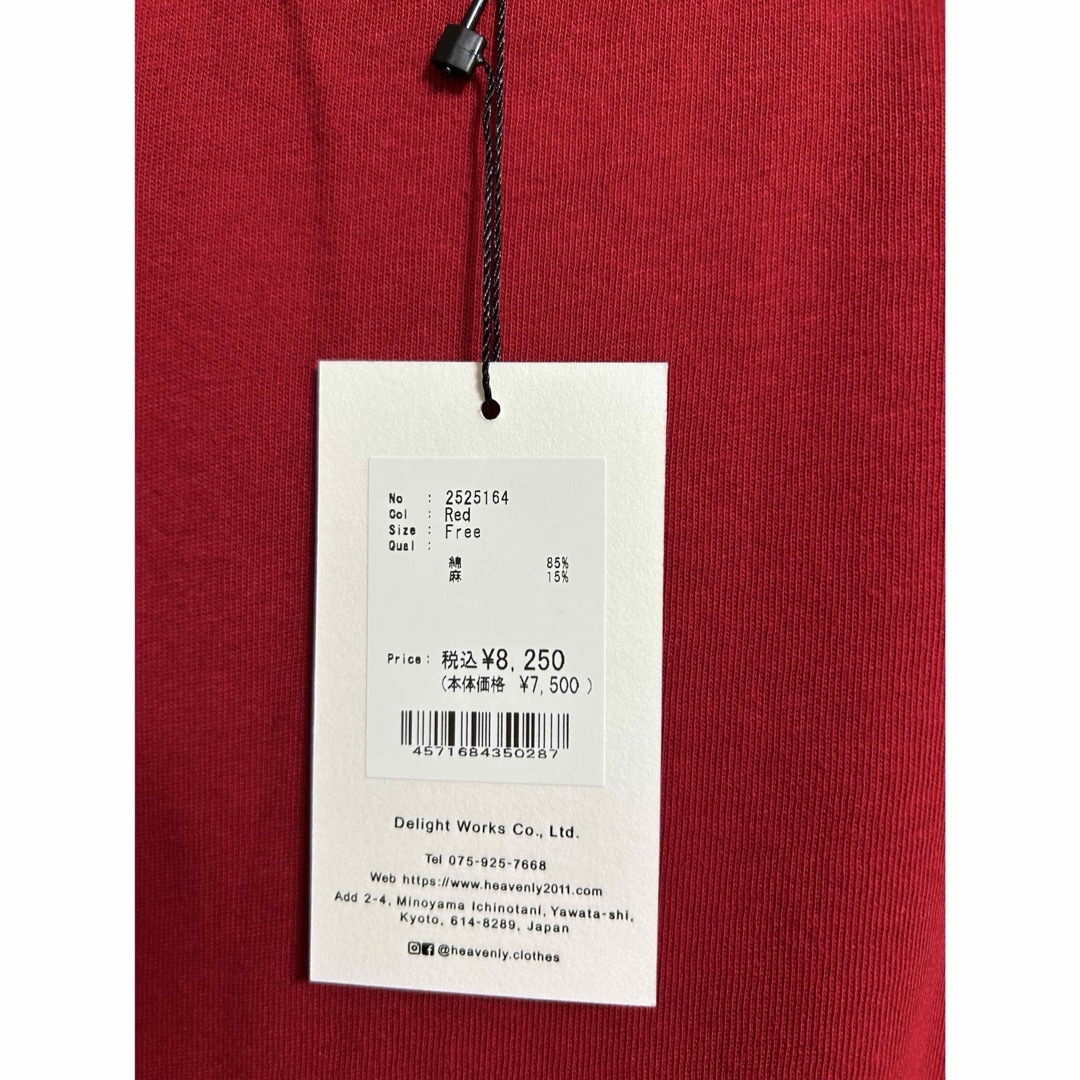 No : 2525164
Col : Red
Size : Free
Qual :
綿 85%
麻 15%
Price : 税込 ¥8,250
(本体価格 ¥7,500 )
4571684350287
Delight Works Co., Ltd.
Tel 075-925-7668
Web https://www.heavenly2011.com
Add 2-4, Minoyama Ichinotani, Yawata-shi,
Kyoto, 614-8289, Japan
@heavenly.clothes